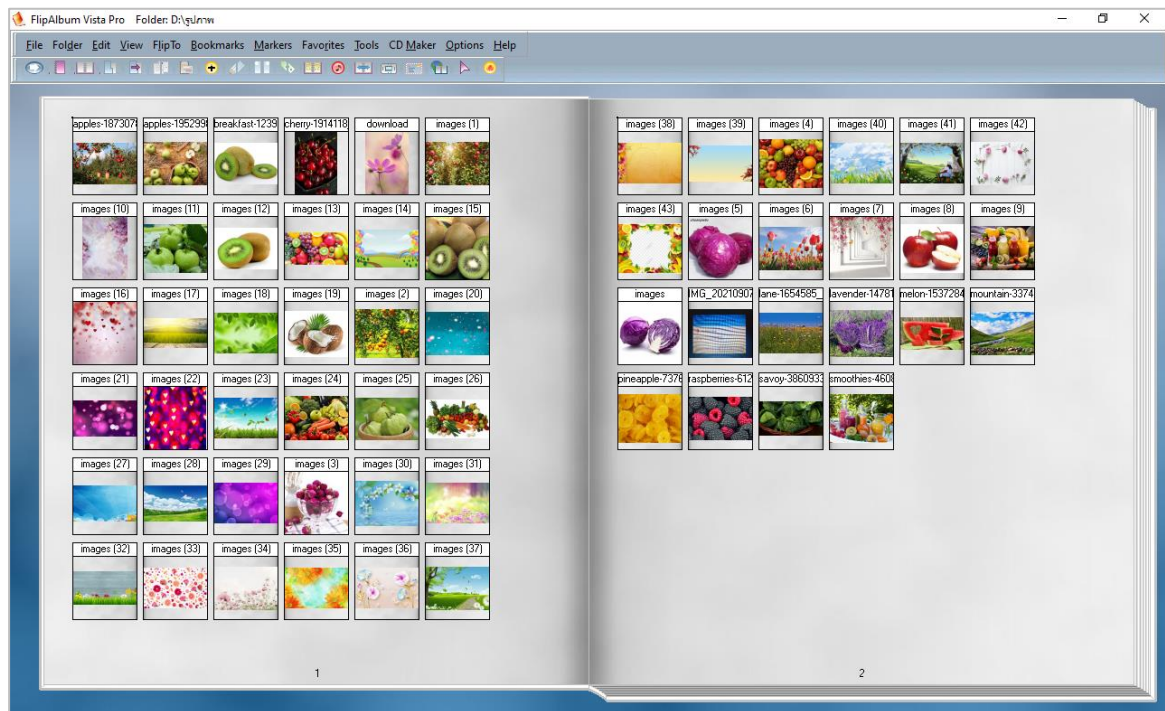 FlipAlbum Vista Pro Folder: D:\รูปภาพ
File Folder Edit View FlipTo Bookmarks Markers Favorites Tools CD Maker Options Help
apples-187307 apples-195299 breakfast-1239 cherry-1914118 download images (1)
images (38) images (39) images (4) images (40) images (41) images (42)
images (10) images (11) images (12) images (13) images (14) images (15)
images (43) images (5) images (6) images (7) images (8) images (9)
images (16) images (17) images (18) images (19) images (2) images (20)
images IMG_20210907 lane-1654585_ lavender-14781 melon-1537284 mountain-3374
images (21) images (22) images (23) images (24) images (25) images (26)
pineapple-7376 raspberries-612 savoy-3860933 smoothies-4608
images (27) images (28) images (29) images (3) images (30) images (31)
images (32) images (33) images (34) images (35) images (36) images (37)
1
2